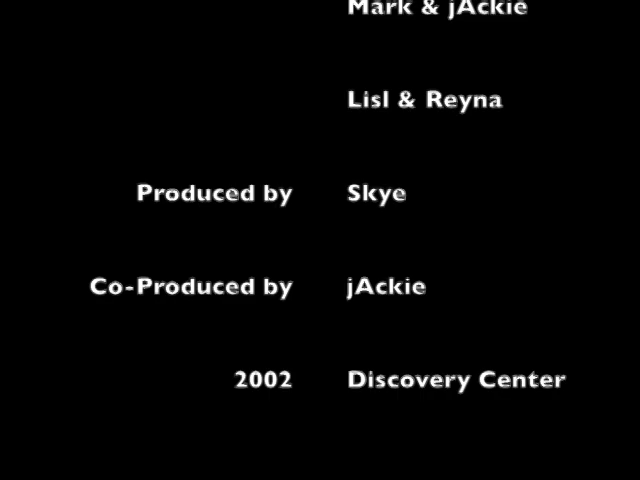 Mark & jAckie
Lisl & Reyna
Produced by Skye
Co-Produced by jAckie
2002 Discovery Center